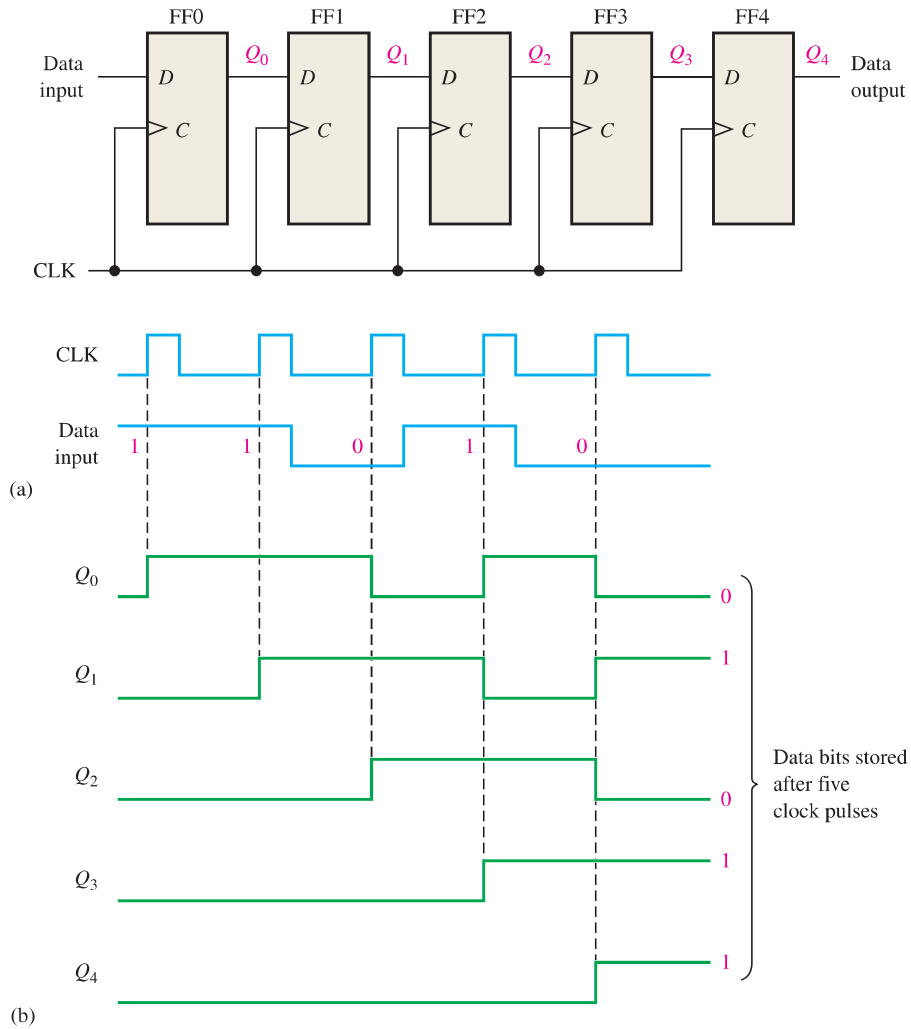 FF0 FF1 FF2 FF3 FF4
Data input
Q0 Q1 Q2 Q3 Q4
Data output
D D D D D
C C C C C
CLK
CLK
Data input
1 1 0 1 0
(a)
Q0 0
Q1 1
Q2 0
Q3 1
Q4 1
Data bits stored
after five
clock pulses
(b)